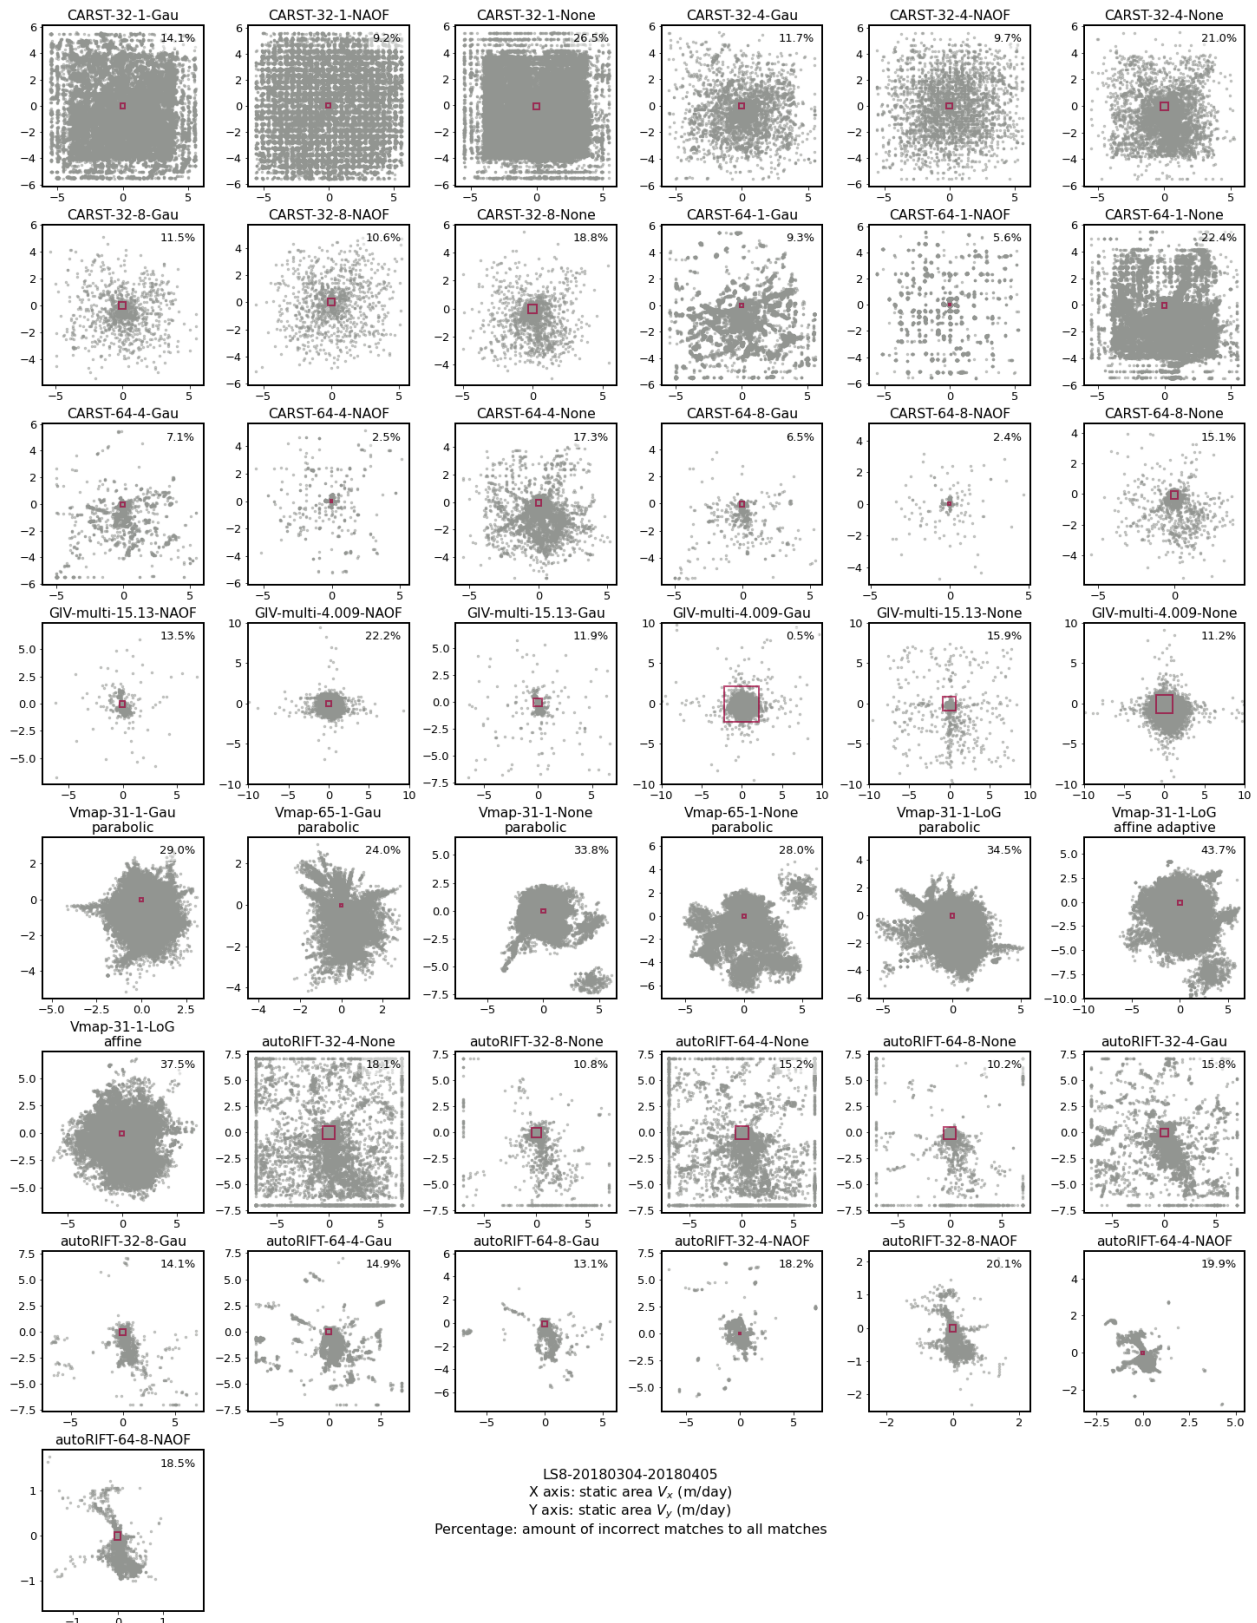 CARST-32-1-Gau CARST-32-1-NAOF CARST-32-1-None CARST-32-4-Gau CARST-32-4-NAOF CARST-32-4-None
14.1% 9.2% 26.5% 11.7% 9.7% 21.0%
CARST-32-8-Gau CARST-32-8-NAOF CARST-32-8-None CARST-64-1-Gau CARST-64-1-NAOF CARST-64-1-None
11.5% 10.6% 18.8% 9.3% 5.6% 22.4%
CARST-64-4-Gau CARST-64-4-NAOF CARST-64-4-None CARST-64-8-Gau CARST-64-8-NAOF CARST-64-8-None
7.1% 2.5% 17.3% 6.5% 2.4% 15.1%
GIV-multi-15.13-NAOF GIV-multi-4.009-NAOF GIV-multi-15.13-Gau GIV-multi-4.009-Gau GIV-multi-15.13-None GIV-multi-4.009-None
13.5% 22.2% 11.9% 0.5% 15.9% 11.2%
Vmap-31-1-Gau Vmap-65-1-Gau Vmap-31-1-None Vmap-65-1-None Vmap-31-1-LoG Vmap-31-1-LoG
parabolic parabolic parabolic parabolic parabolic affine adaptive
29.0% 24.0% 33.8% 28.0% 34.5% 43.7%
Vmap-31-1-LoG
affine autoRIFT-32-4-None autoRIFT-32-8-None autoRIFT-64-4-None autoRIFT-64-8-None autoRIFT-32-4-Gau
37.5% 18.1% 10.8% 15.2% 10.2% 15.8%
autoRIFT-32-8-Gau autoRIFT-64-4-Gau autoRIFT-64-8-Gau autoRIFT-32-4-NAOF autoRIFT-32-8-NAOF autoRIFT-64-4-NAOF
14.1% 14.9% 13.1% 18.2% 20.1% 19.9%
autoRIFT-64-8-NAOF
18.5%
LS8-20180304-20180405
X axis: static area Vx (m/day)
Y axis: static area Vy (m/day)
Percentage: amount of incorrect matches to all matches